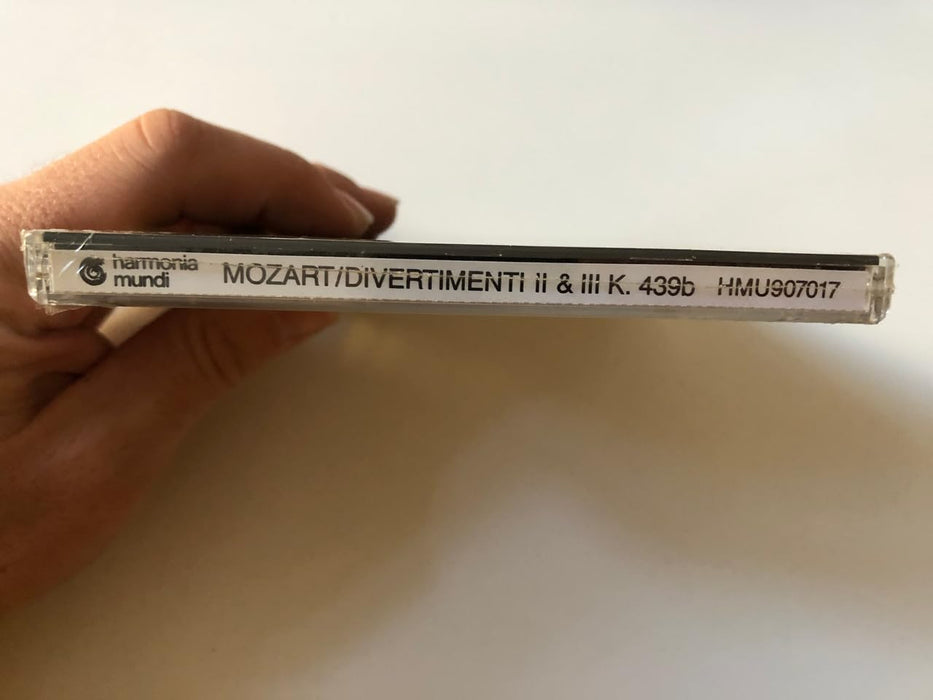 harmonia
mundi
MOZART/DIVERTIMENTI II & III K. 439b HMU907017